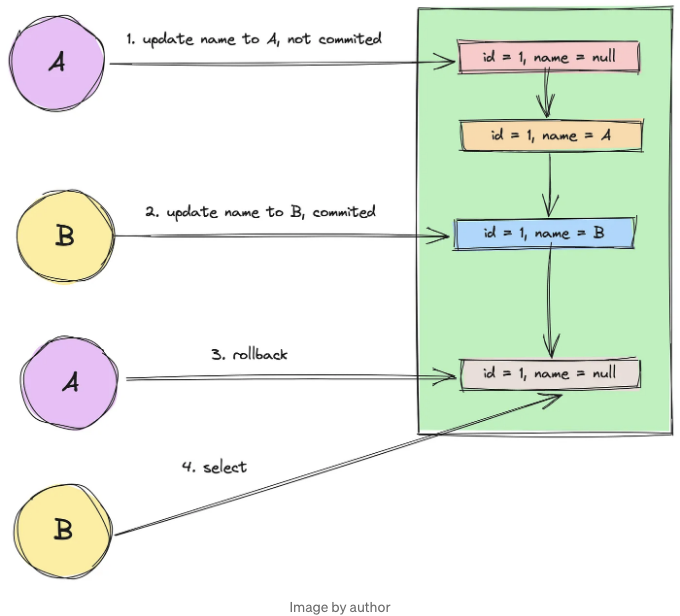 A
1. update name to A, not commited
id = 1, name = null
id = 1, name = A
B
2. update name to B, commited
id = 1, name = B
A
3. rollback
id = 1, name = null
4. select
B
Image by author